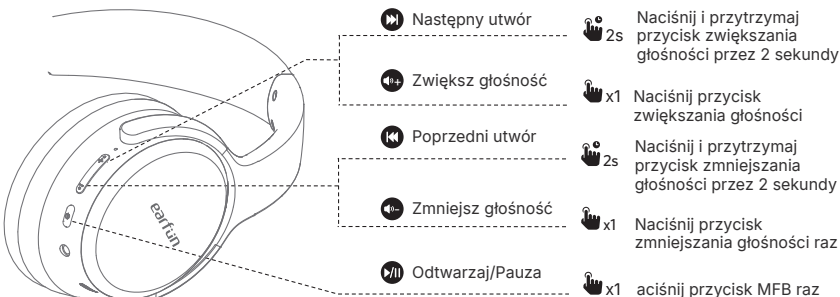 Następny utwór
2s
Naciśnij i przytrzymaj
przycisk zwiększania
głośności przez 2 sekundy
Zwiększ głośność
x1
Naciśnij przycisk
zwiększania głośności
Poprzedni utwór
2s
Naciśnij i przytrzymaj
przycisk zmniejszania
głośności przez 2 sekundy
Zmniejsz głośność
x1
Naciśnij przycisk
zmniejszania głośności raz
Odtwarzaj/Pauza
x1
aciśnij przycisk MFB raz
earfun